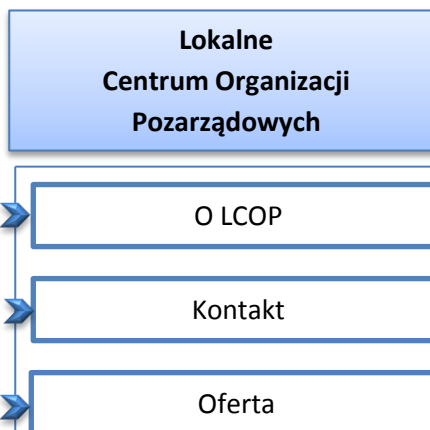 Lokalne
Centrum Organizacji
Pozarządowych
O LCOP
Kontakt
Oferta